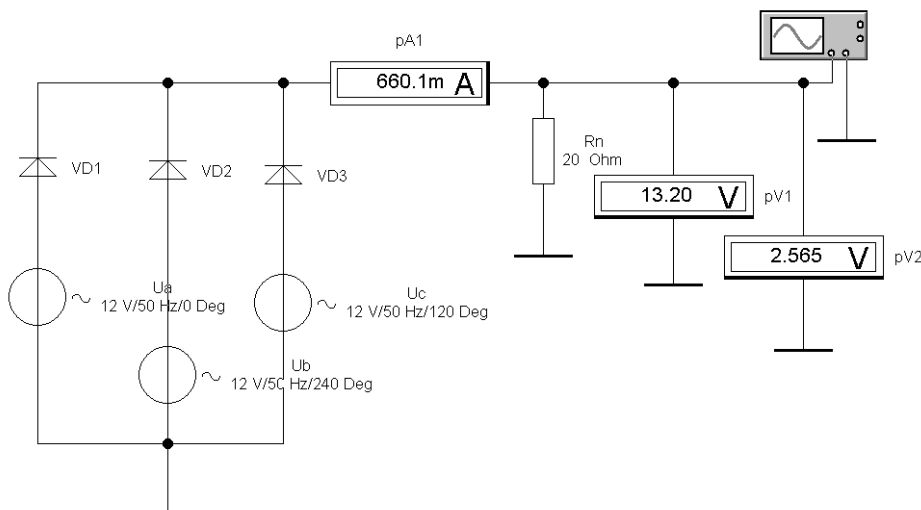 pA1
660.1m A
VD1
VD2
VD3
Rn
20 Ohm
13.20 V
pV1
2.565 V
pV2
Ua
12 V/50 Hz/0 Deg
Uc
12 V/50 Hz/120 Deg
Ub
12 V/50 Hz/240 Deg